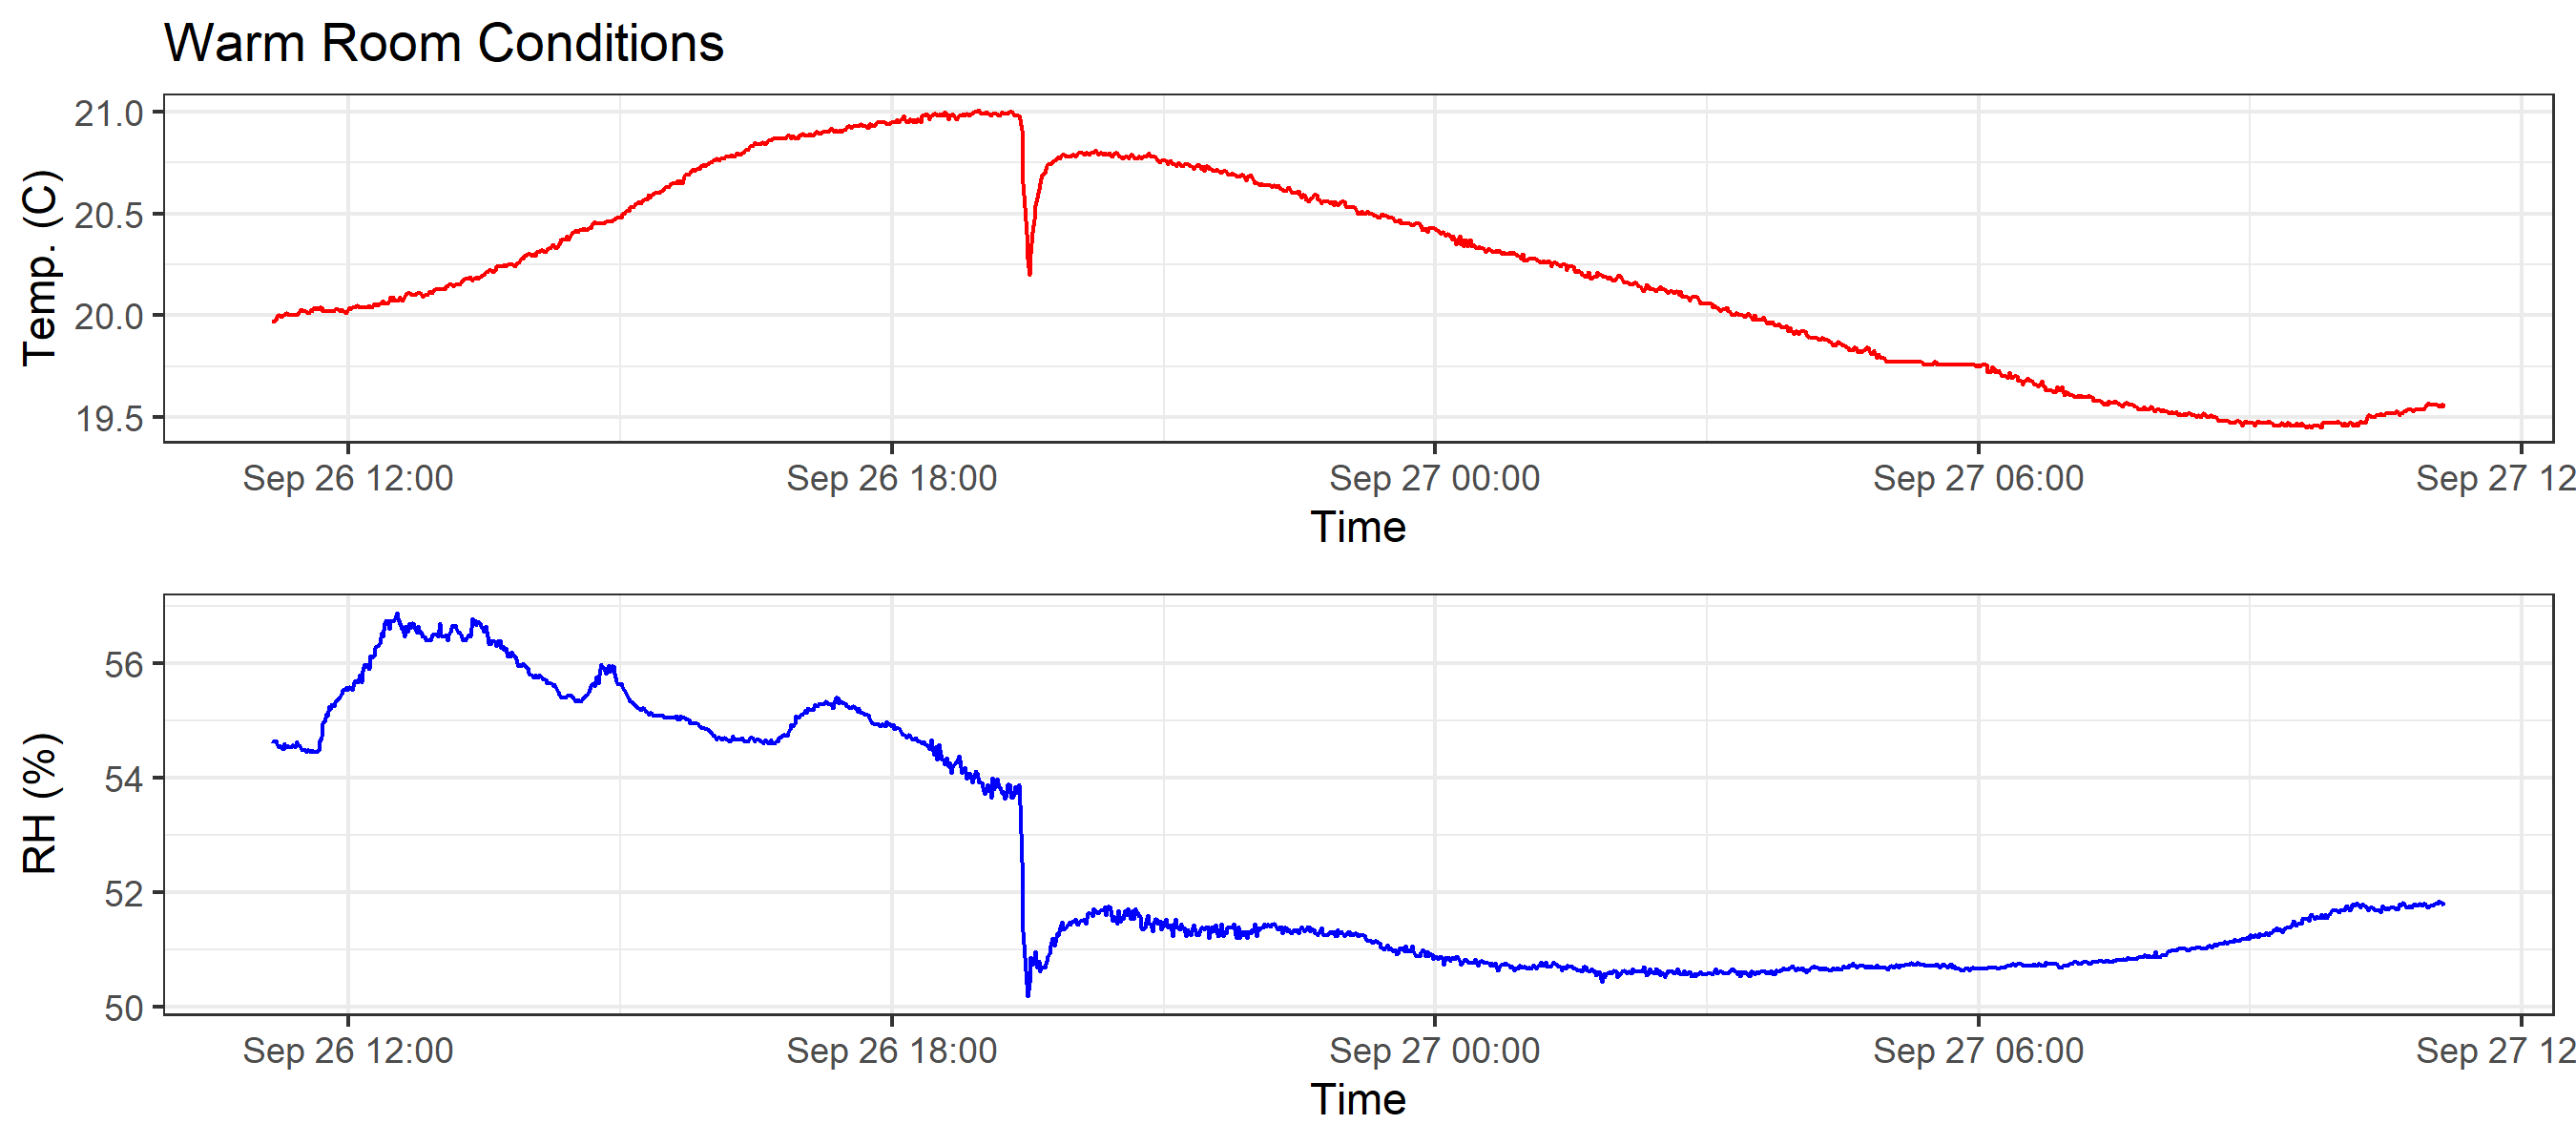 Warm Room Conditions
Temp. (C)
21.0
20.5
20.0
19.5
Sep 26 12:00 Sep 26 18:00 Sep 27 00:00 Sep 27 06:00 Sep 27 12
Time
RH (%)
56
54
52
50
Sep 26 12:00 Sep 26 18:00 Sep 27 00:00 Sep 27 06:00 Sep 27 12
Time